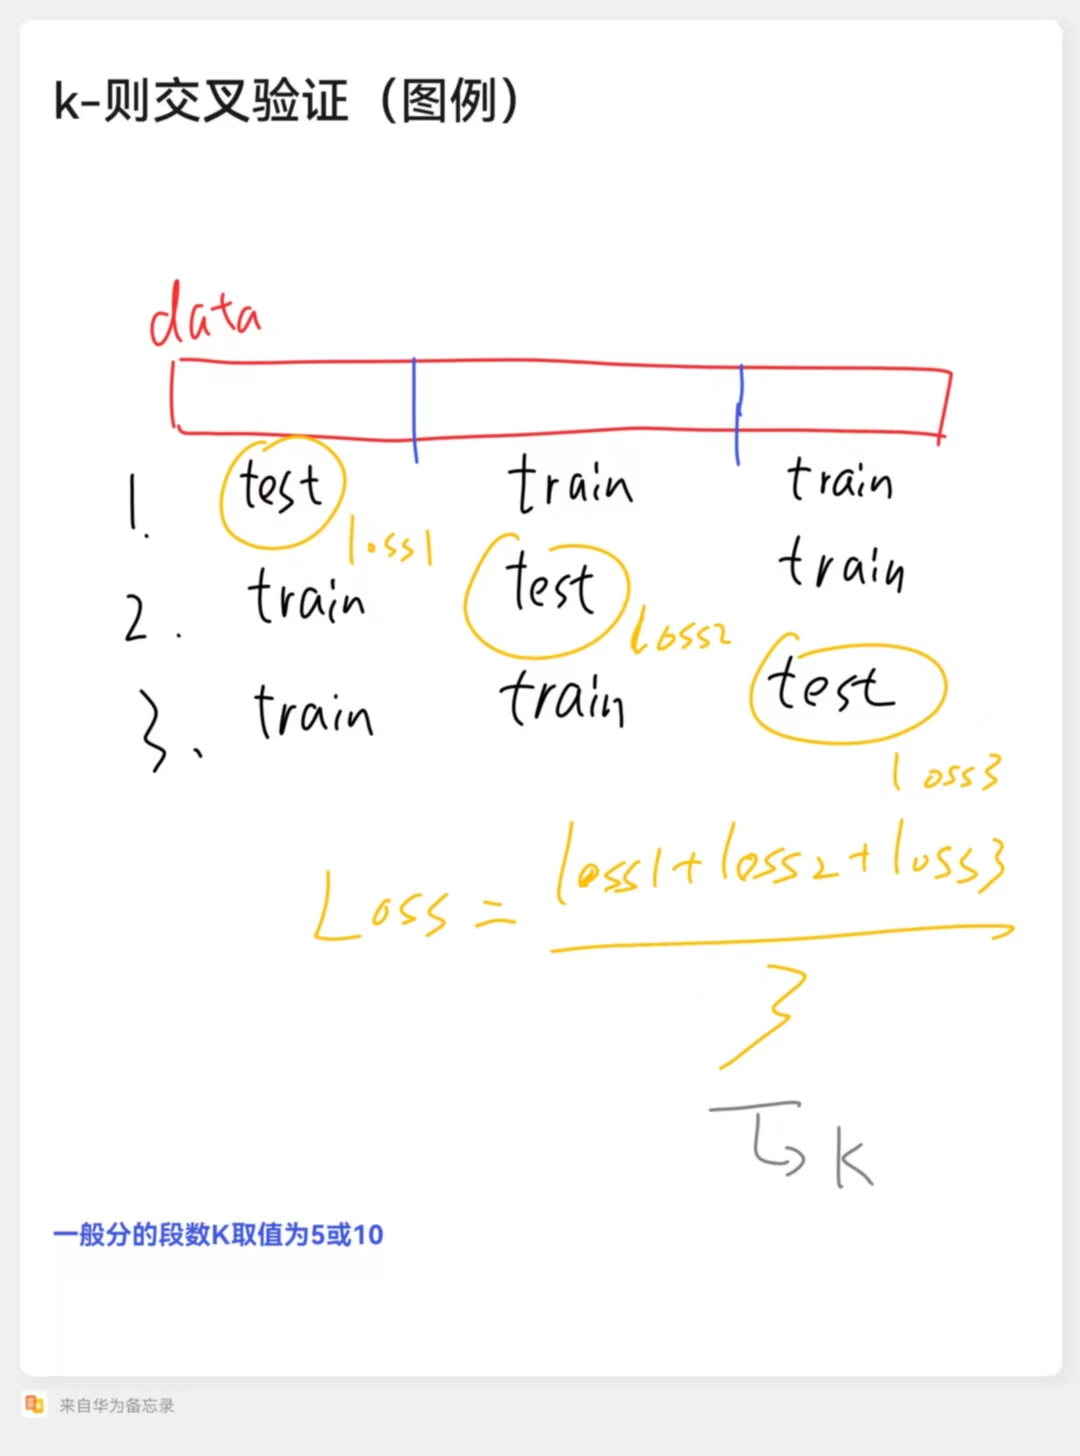 k-则交叉验证（图例）
data
1. test train train
loss1
2. train test train
loss2
3、 train train test
loss3
Loss = loss1+loss2+loss3
3
K
一般分的段数K取值为5或10
来自华为备忘录